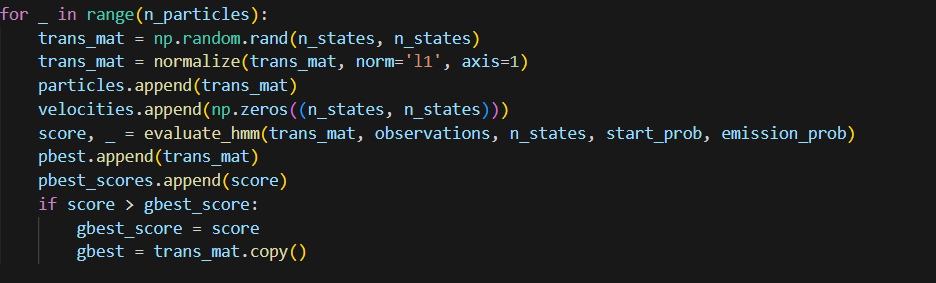 for _ in range(n_particles):
    trans_mat = np.random.rand(n_states, n_states)
    trans_mat = normalize(trans_mat, norm='l1', axis=1)
    particles.append(trans_mat)
    velocities.append(np.zeros((n_states, n_states)))
    score, _ = evaluate_hmm(trans_mat, observations, n_states, start_prob, emission_prob)
    pbest.append(trans_mat)
    pbest_scores.append(score)
    if score > gbest_score:
        gbest_score = score
        gbest = trans_mat.copy()